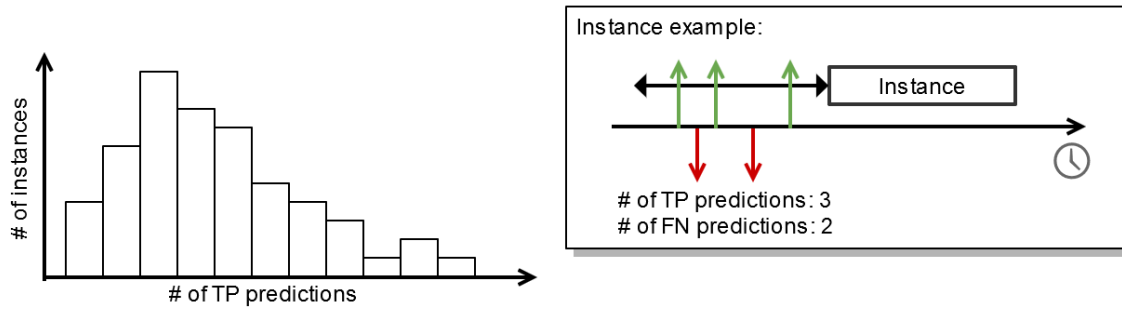 # of instances
# of TP predictions
Instance example:
Instance
# of TP predictions: 3
# of FN predictions: 2